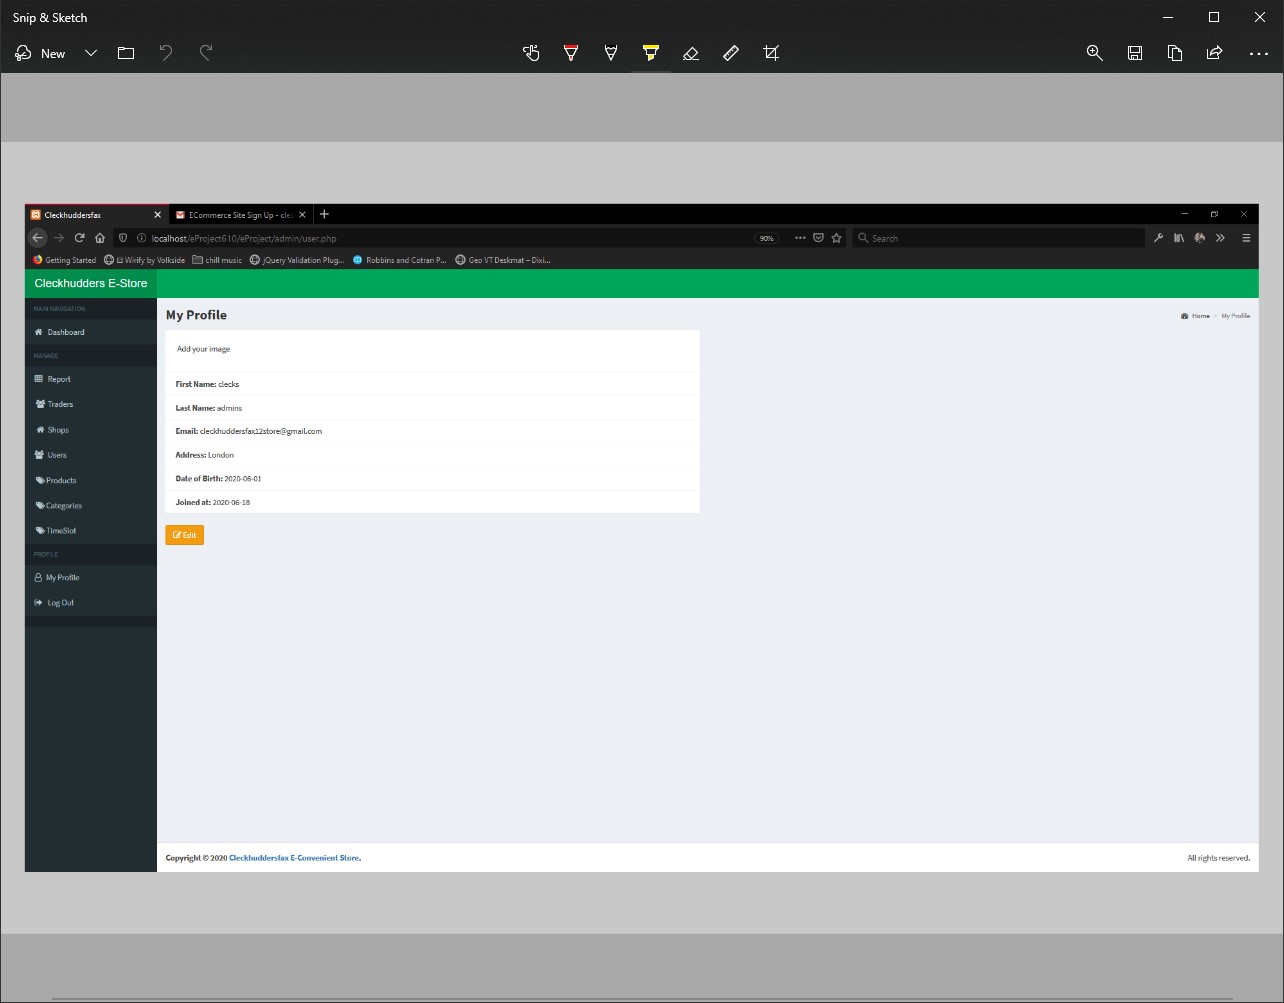 Snip & Sketch
New
Cleckhuddersfax
ECommerce Site Sign Up - cle
localhost/eProject610/eProject/admin/user.php
90%
Search
Getting Started
Wirify by Volkside
chill music
jQuery Validation Plug...
Robbins and Cotran P...
Geo VT Deskmat – Dixi...
Cleckhudders E-Store
MAIN NAVIGATION
Dashboard
MANAGE
Report
Traders
Shops
Users
Products
Categories
TimeSlot
PROFILE
My Profile
Log Out
My Profile
Home > My Profile
Add your image
First Name: clecks
Last Name: admins
Email: cleckhuddersfax12store@gmail.com
Address: London
Date of Birth: 2020-06-01
Joined at: 2020-06-18
Edit
Copyright © 2020 Cleckhuddersfax E-Convenient Store.
All rights reserved.